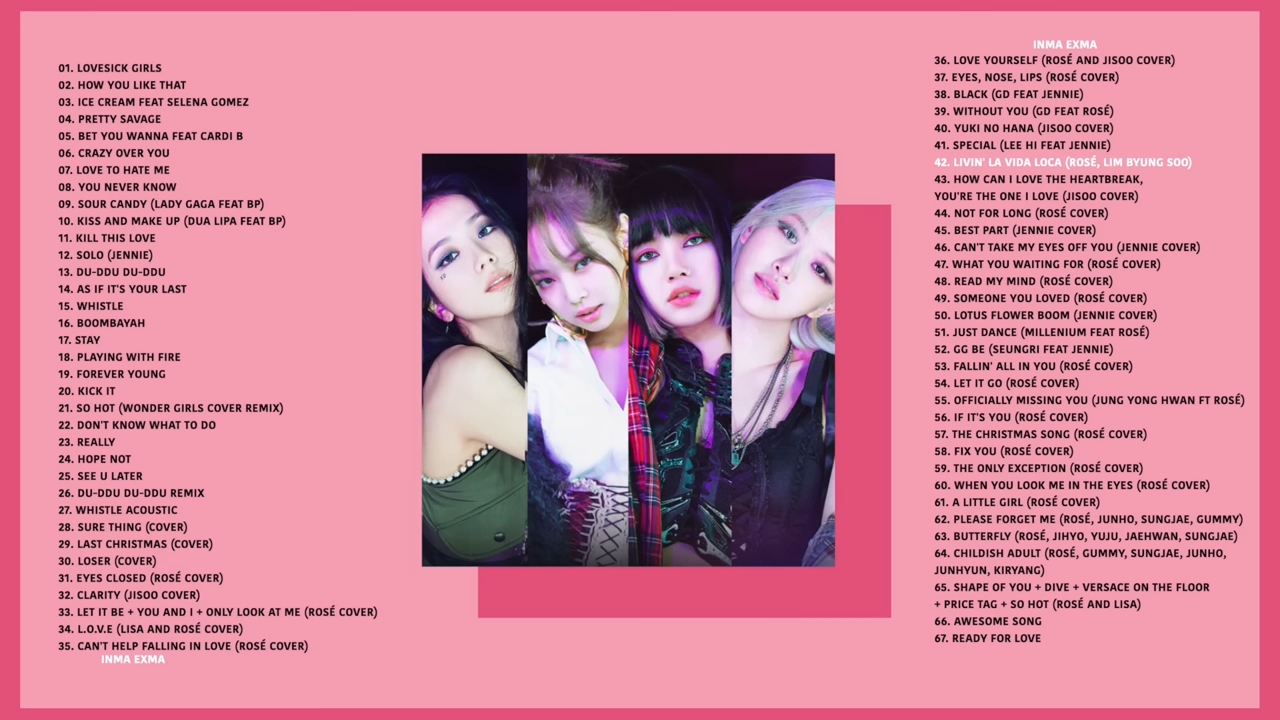 01. LOVESICK GIRLS
02. HOW YOU LIKE THAT
03. ICE CREAM FEAT SELENA GOMEZ
04. PRETTY SAVAGE
05. BET YOU WANNA FEAT CARDI B
06. CRAZY OVER YOU
07. LOVE TO HATE ME
08. YOU NEVER KNOW
09. SOUR CANDY (LADY GAGA FEAT BP)
10. KISS AND MAKE UP (DUA LIPA FEAT BP)
11. KILL THIS LOVE
12. SOLO (JENNIE)
13. DU-DDU DU-DDU
14. AS IF IT'S YOUR LAST
15. WHISTLE
16. BOOMBAYAH
17. STAY
18. PLAYING WITH FIRE
19. FOREVER YOUNG
20. KICK IT
21. SO HOT (WONDER GIRLS COVER REMIX)
22. DON'T KNOW WHAT TO DO
23. REALLY
24. HOPE NOT
25. SEE U LATER
26. DU-DDU DU-DDU REMIX
27. WHISTLE ACOUSTIC
28. SURE THING (COVER)
29. LAST CHRISTMAS (COVER)
30. LOSER (COVER)
31. EYES CLOSED (ROSÉ COVER)
32. CLARITY (JISOO COVER)
33. LET IT BE + YOU AND I + ONLY LOOK AT ME (ROSÉ COVER)
34. L.O.V.E (LISA AND ROSÉ COVER)
35. CAN'T HELP FALLING IN LOVE (ROSÉ COVER)
INMA EXMA
INMA EXMA
36. LOVE YOURSELF (ROSÉ AND JISOO COVER)
37. EYES, NOSE, LIPS (ROSÉ COVER)
38. BLACK (GD FEAT JENNIE)
39. WITHOUT YOU (GD FEAT ROSÉ)
40. YUKI NO HANA (JISOO COVER)
41. SPECIAL (LEE HI FEAT JENNIE)
42. LIVIN' LA VIDA LOCA (ROSÉ, LIM BYUNG SOO)
43. HOW CAN I LOVE THE HEARTBREAK,
YOU'RE THE ONE I LOVE (JISOO COVER)
44. NOT FOR LONG (ROSÉ COVER)
45. BEST PART (JENNIE COVER)
46. CAN'T TAKE MY EYES OFF YOU (JENNIE COVER)
47. WHAT YOU WAITING FOR (ROSÉ COVER)
48. READ MY MIND (ROSÉ COVER)
49. SOMEONE YOU LOVED (ROSÉ COVER)
50. LOTUS FLOWER BOOM (JENNIE COVER)
51. JUST DANCE (MILLENIUM FEAT ROSÉ)
52. GG BE (SEUNGRI FEAT JENNIE)
53. FALLIN' ALL IN YOU (ROSÉ COVER)
54. LET IT GO (ROSÉ COVER)
55. OFFICIALLY MISSING YOU (JUNG YONG HWAN FT ROSÉ)
56. IF IT'S YOU (ROSÉ COVER)
57. THE CHRISTMAS SONG (ROSÉ COVER)
58. FIX YOU (ROSÉ COVER)
59. THE ONLY EXCEPTION (ROSÉ COVER)
60. WHEN YOU LOOK ME IN THE EYES (ROSÉ COVER)
61. A LITTLE GIRL (ROSÉ COVER)
62. PLEASE FORGET ME (ROSÉ, JUNHO, SUNGJAE, GUMMY)
63. BUTTERFLY (ROSÉ, JIHYO, YUJU, JAEHWAN, SUNGJAE)
64. CHILDISH ADULT (ROSÉ, GUMMY, SUNGJAE, JUNHO,
JUNHYUN, KIRYANG)
65. SHAPE OF YOU + DIVE + VERSACE ON THE FLOOR
+ PRICE TAG + SO HOT (ROSÉ AND LISA)
66. AWESOME SONG
67. READY FOR LOVE